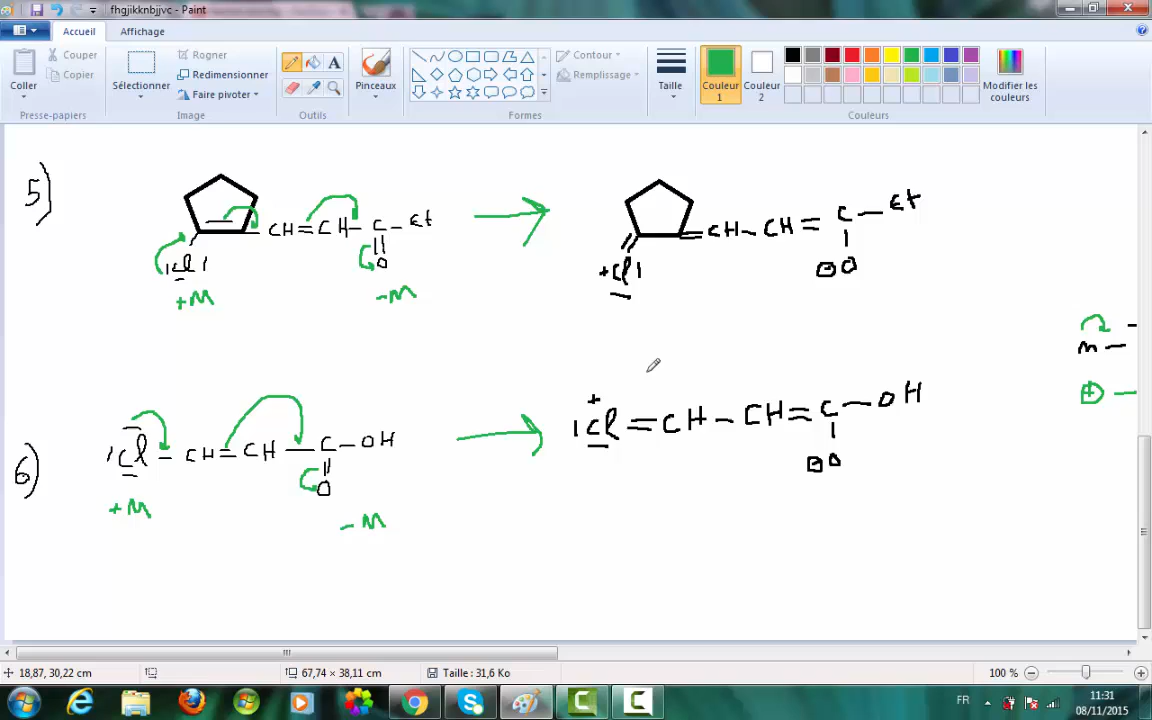 fhgjikknbjjvc - Paint
Accueil Affichage
Coller
Couper
Copier
Presse-papiers
Sélectionner
Rogner
Redimensionner
Faire pivoter
Image
A
Outils
Pinceaux
Contour
Remplissage
Formes
Taille
Couleur 1
Couleur 2
Modifier les couleurs
Couleurs
5)
CH = CH - C - Et
O
|Cl|
+M
-M
= CH - CH = C - Et
+Cl|
⊖O
m -
⊕ -
6)
|Cl - CH = CH - C - OH
O
+M
-M
+
|Cl = CH - CH = C - OH
⊖O
18,87, 30,22 cm
67,74 × 38,11 cm
Taille : 31,6 Ko
100 %
FR
11:31
08/11/2015